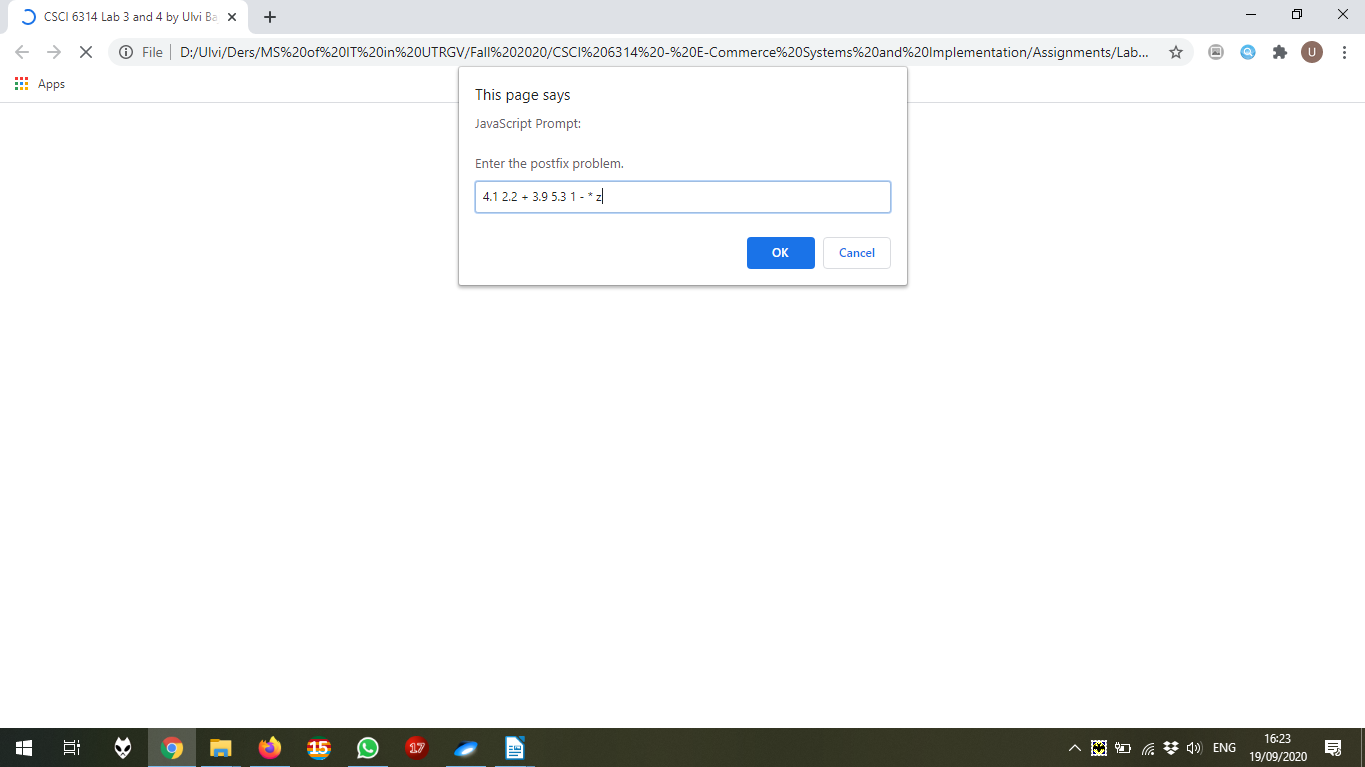 CSCI 6314 Lab 3 and 4 by Ulvi Ba
File
D:/Ulvi/Ders/MS%20of%20IT%20in%20UTRGV/Fall%202020/CSCI%206314%20-%20E-Commerce%20Systems%20and%20Implementation/Assignments/Lab...
U
Apps
This page says
JavaScript Prompt:
Enter the postfix problem.
4.1 2.2 + 3.9 5.3 1 - * z
OK
Cancel
15
17
ENG
16:23
19/09/2020